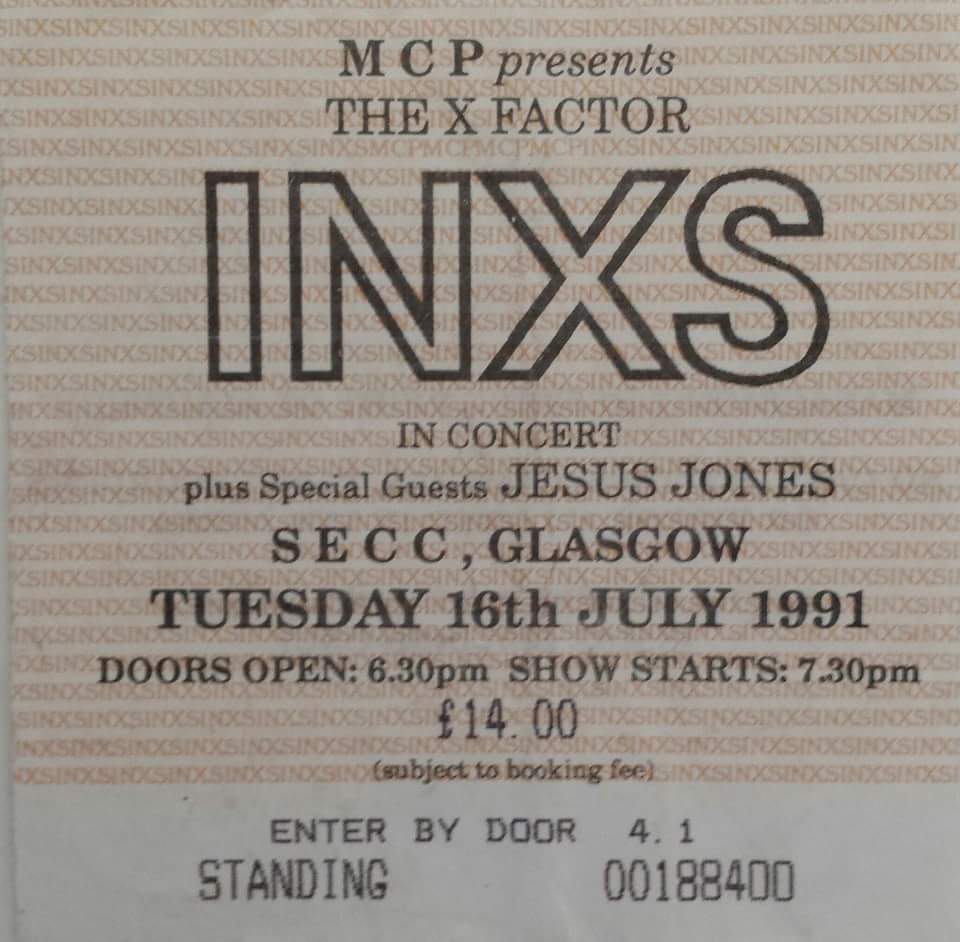 MCP presents
THE X FACTOR
INXS
IN CONCERT
plus Special Guests JESUS JONES
SECC, GLASGOW
TUESDAY 16th JULY 1991
DOORS OPEN: 6.30pm SHOW STARTS: 7.30pm
£14.00
(subject to booking fee)
ENTER BY DOOR 4.1
STANDING 00188400